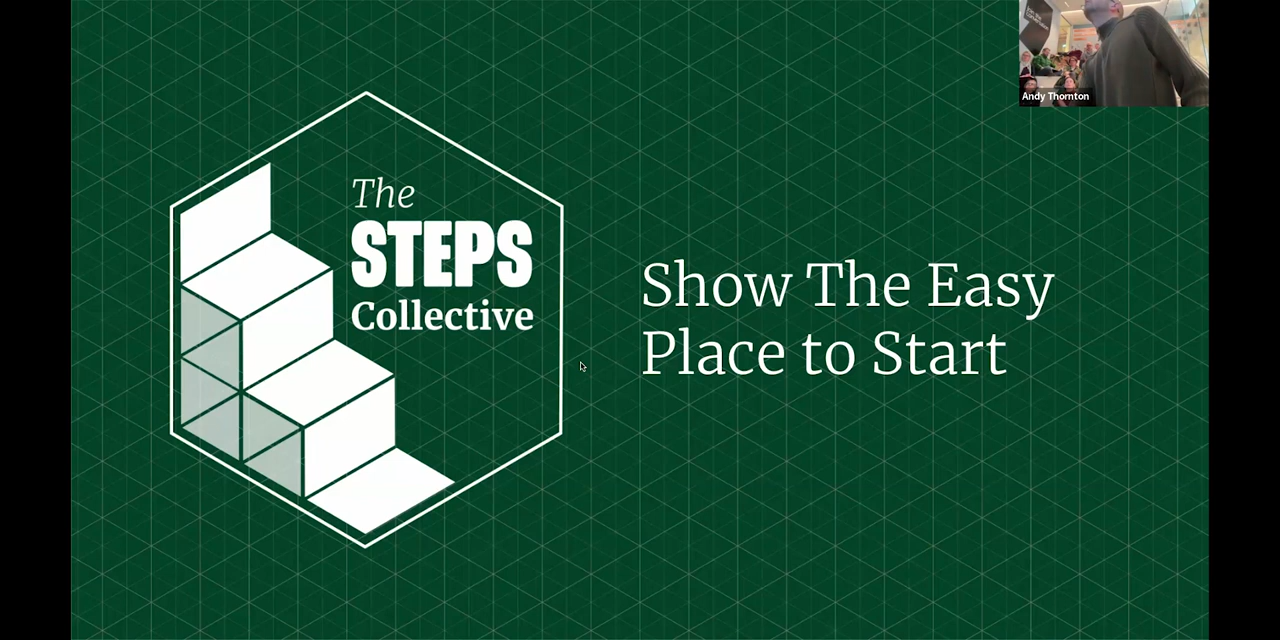 The
STEPS
Collective
Show The Easy
Place to Start
Andy Thornton